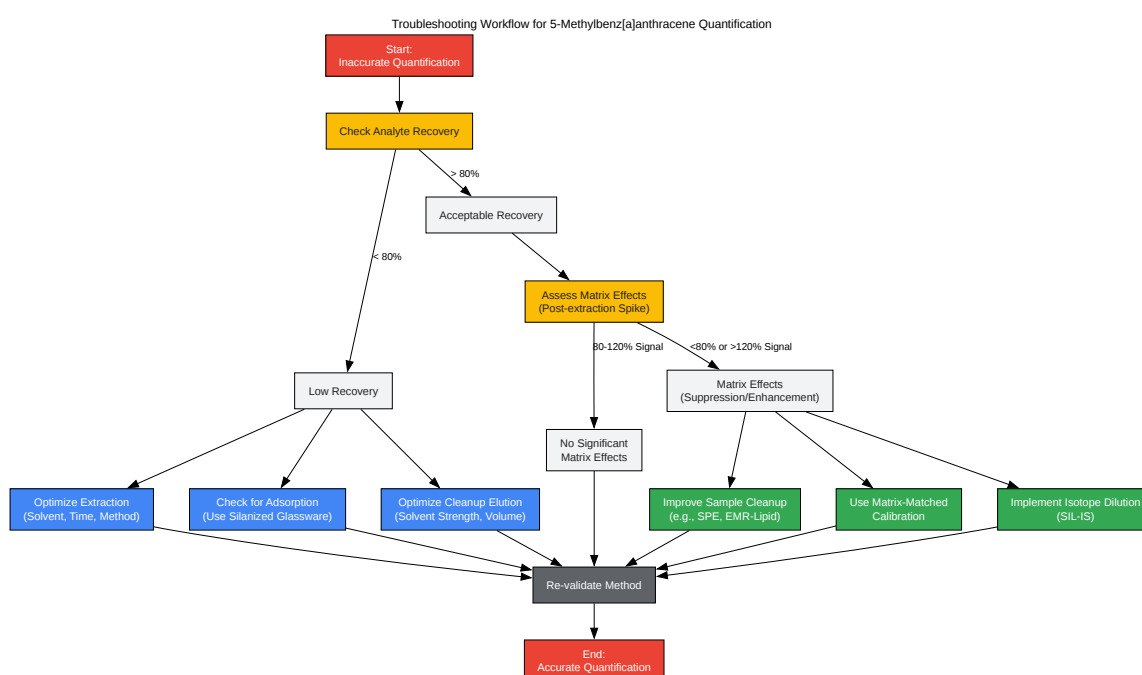 Troubleshooting Workflow for 5-Methylbenz[a]anthracene Quantification
Start:
Inaccurate Quantification
Check Analyte Recovery
> 80%
Acceptable Recovery
< 80%
Assess Matrix Effects
(Post-extraction Spike)
80-120% Signal
<80% or >120% Signal
Low Recovery
Matrix Effects
(Suppression/Enhancement)
No Significant
Matrix Effects
Optimize Extraction
(Solvent, Time, Method)
Check for Adsorption
(Use Silanized Glassware)
Optimize Cleanup Elution
(Solvent Strength, Volume)
Improve Sample Cleanup
(e.g., SPE, EMR-Lipid)
Use Matrix-Matched
Calibration
Implement Isotope Dilution
(SIL-IS)
Re-validate Method
End:
Accurate Quantification